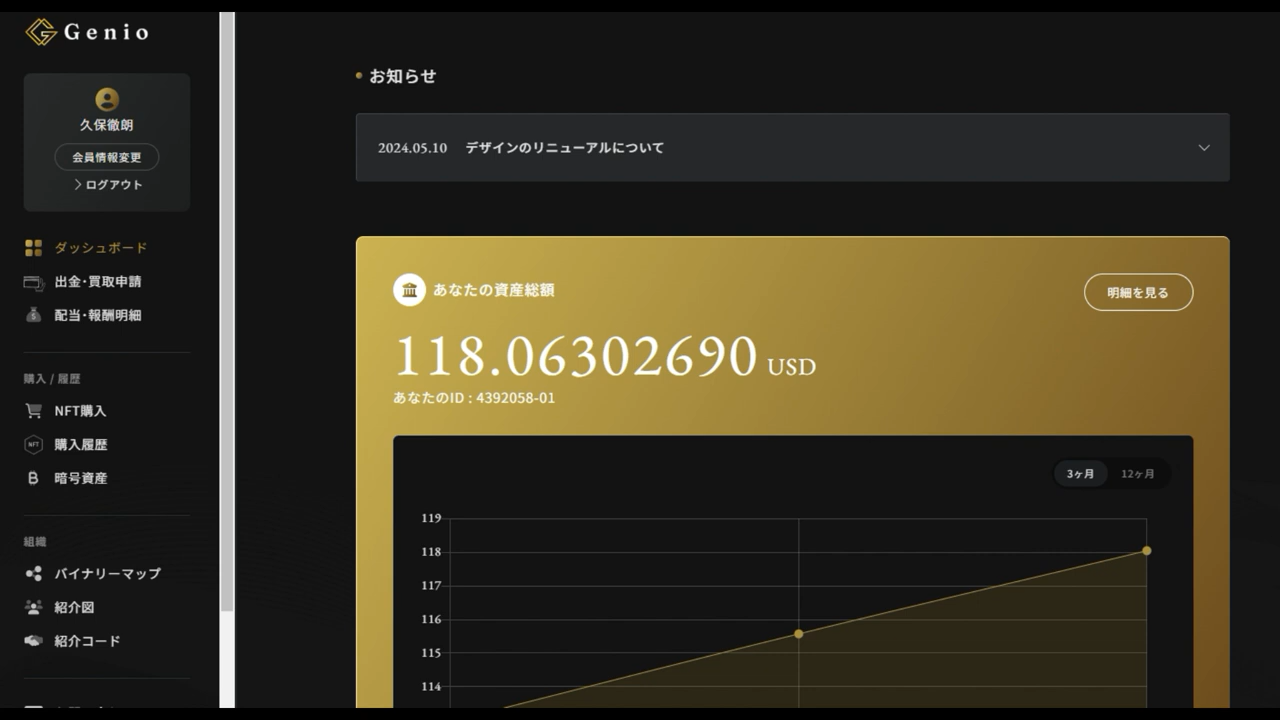 Genio
久保徹朗
会員情報変更
ログアウト
ダッシュボード
出金・買取申請
配当・報酬明細
購入 / 履歴
NFT購入
NFT
購入履歴
暗号資産
組織
バイナリーマップ
紹介図
紹介コード
お知らせ
2024.05.10 デザインのリニューアルについて
あなたの資産総額
明細を見る
118.06302690 USD
あなたのID : 4392058-01
3ヶ月 12ヶ月
119
118
117
116
115
114